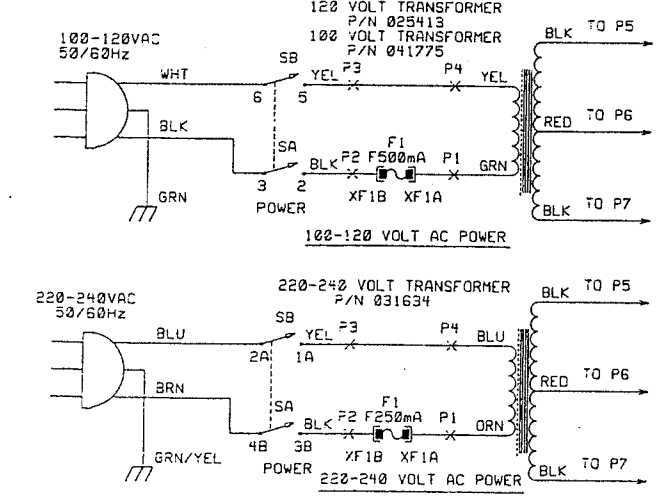 120 VOLT TRANSFORMER
P/N 025413
100 VOLT TRANSFORMER
P/N 041775
100-120VAC
50/60Hz
BLK TO P5
WHT
SB
YEL P3 P4 YEL
6 5
BLK
RED TO P6
SA
F1
BLK P2 F500mA P1 GRN
3 2
GRN
POWER
XF1B XF1A
BLK TO P7
100-120 VOLT AC POWER
220-240 VOLT TRANSFORMER
P/N 031634
220-240VAC
50/60Hz
BLK TO P5
BLU
SB
YEL P3 P4 BLU
2A 1A
BRN
RED TO P6
SA
F1
BLK P2 F250mA P1 ORN
4B 3B
GRN/YEL
POWER
XF1B XF1A
BLK TO P7
220-240 VOLT AC POWER